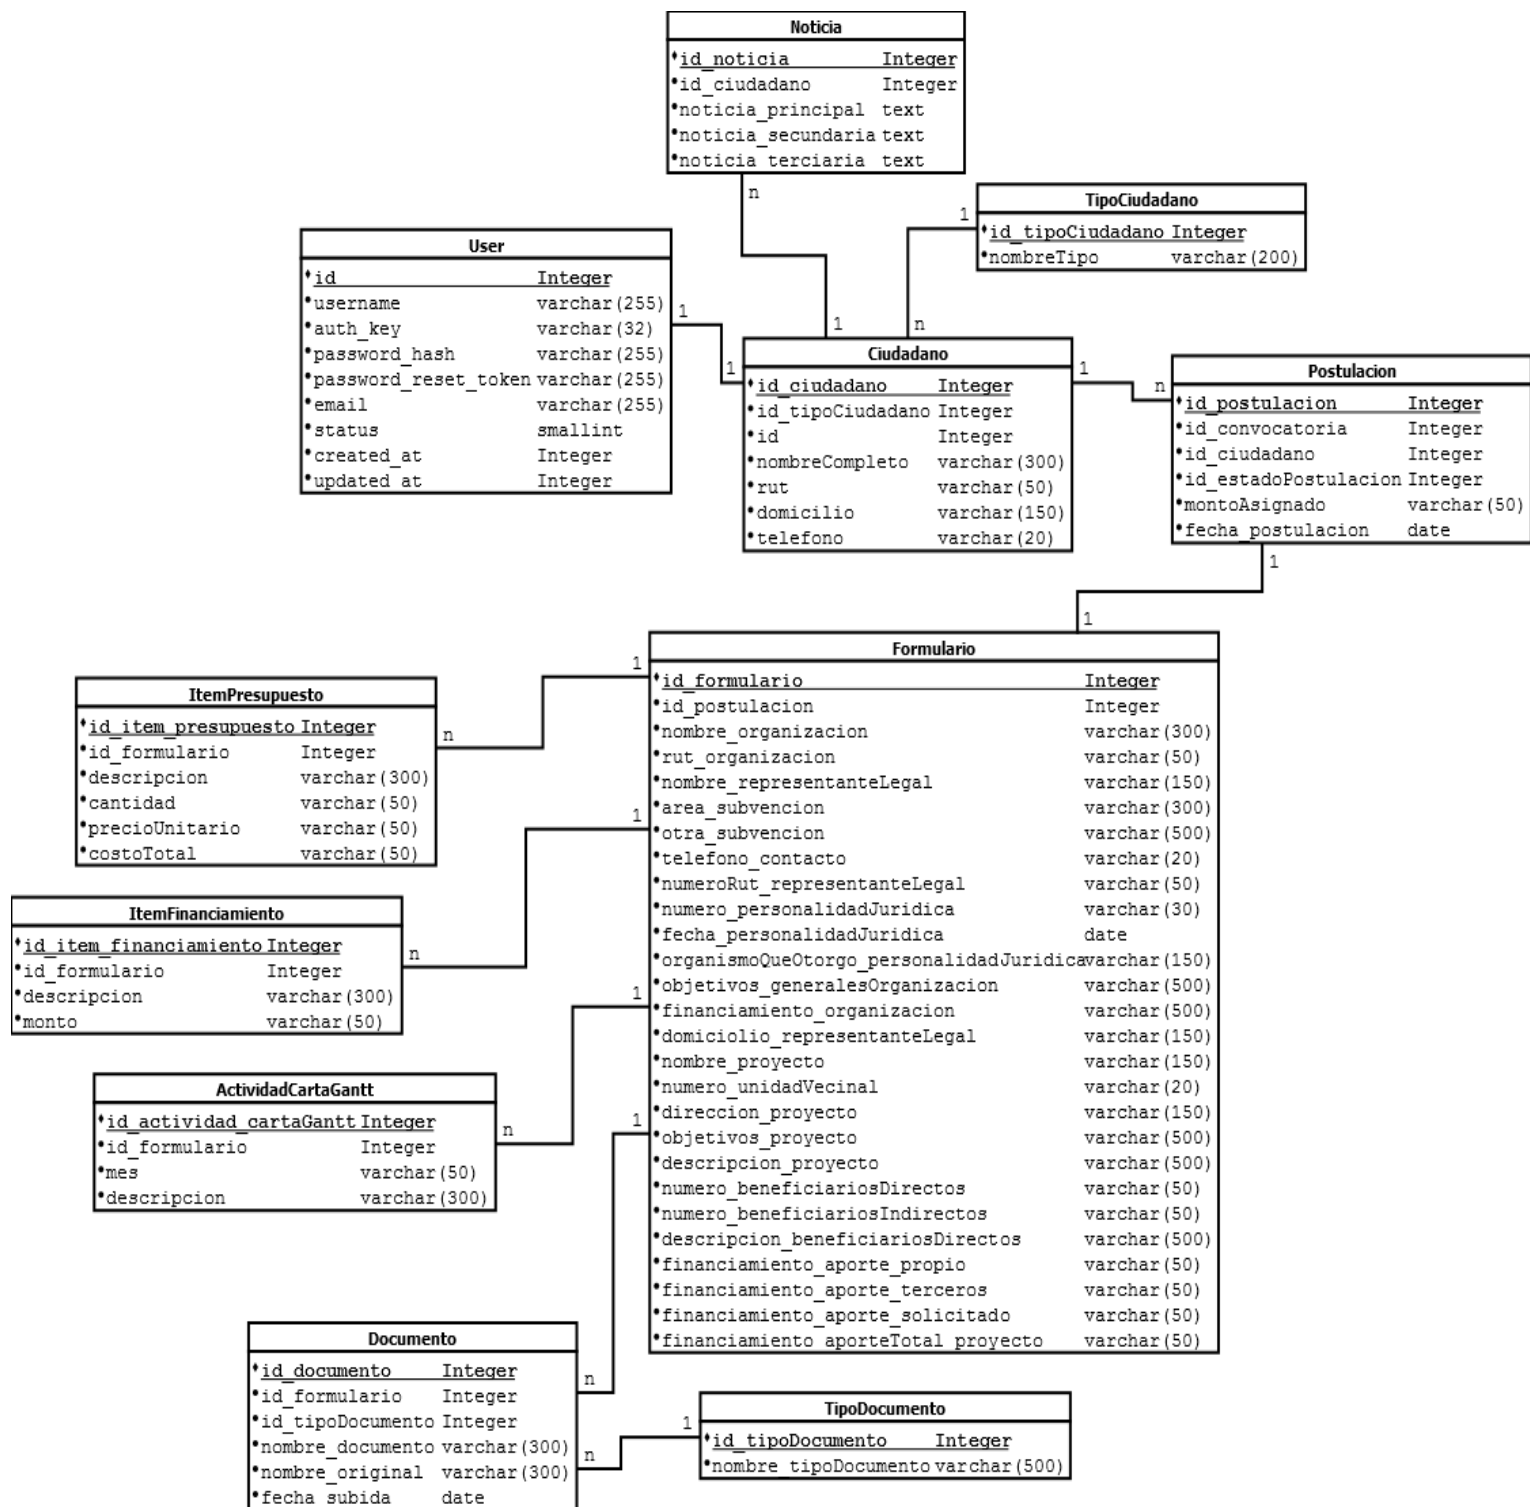 Noticia
id_noticia Integer
id_ciudadano Integer
noticia_principal text
noticia_secundaria text
noticia_terciaria text
n
1
TipoCiudadano
id_tipoCiudadano Integer
nombreTipo varchar(200)
1
n
User
id Integer
username varchar(255)
auth_key varchar(32)
password_hash varchar(255)
password_reset_token varchar(255)
email varchar(255)
status smallint
created_at Integer
updated_at Integer
1
1
Ciudadano
id_ciudadano Integer
id_tipoCiudadano Integer
id Integer
nombreCompleto varchar(300)
rut varchar(50)
domicilio varchar(150)
telefono varchar(20)
1
n
Postulacion
id_postulacion Integer
id_convocatoria Integer
id_ciudadano Integer
id_estadoPostulacion Integer
montoAsignado varchar(50)
fecha_postulacion date
1
1
Formulario
id_formulario Integer
id_postulacion Integer
nombre_organizacion varchar(300)
rut_organizacion varchar(50)
nombre_representanteLegal varchar(150)
area_subvencion varchar(300)
otra_subvencion varchar(500)
telefono_contacto varchar(20)
numeroRut_representanteLegal varchar(50)
numero_personalidadJuridica varchar(30)
fecha_personalidadJuridica date
organismoQueOtorgo_personalidadJuridicavarchar(150)
objetivos_generalesOrganizacion varchar(500)
financiamiento_organizacion varchar(500)
domiciolio_representanteLegal varchar(150)
nombre_proyecto varchar(150)
numero_unidadVecinal varchar(20)
direccion_proyecto varchar(150)
objetivos_proyecto varchar(500)
descripcion_proyecto varchar(500)
numero_beneficiariosDirectos varchar(50)
numero_beneficiariosIndirectos varchar(50)
descripcion_beneficiariosDirectos varchar(500)
financiamiento_aporte_propio varchar(50)
financiamiento_aporte_terceros varchar(50)
financiamiento_aporte_solicitado varchar(50)
financiamiento_aporteTotal_proyecto varchar(50)
1
n
ItemPresupuesto
id_item_presupuesto Integer
id_formulario Integer
descripcion varchar(300)
cantidad varchar(50)
precioUnitario varchar(50)
costoTotal varchar(50)
1
n
ItemFinanciamiento
id_item_financiamiento Integer
id_formulario Integer
descripcion varchar(300)
monto varchar(50)
1
n
ActividadCartaGantt
id_actividad_cartaGantt Integer
id_formulario Integer
mes varchar(50)
descripcion varchar(300)
1
n
Documento
id_documento Integer
id_formulario Integer
id_tipoDocumento Integer
nombre_documento varchar(300)
nombre_original varchar(300)
fecha_subida date
n
1
TipoDocumento
id_tipoDocumento Integer
nombre_tipoDocumento varchar(500)